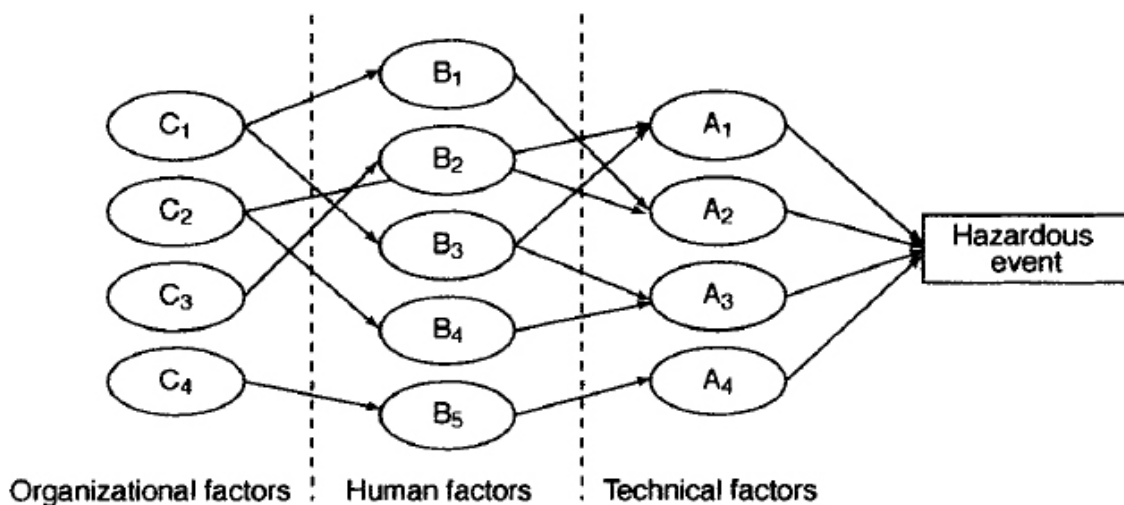 B₁
C₁
A₁
B₂
C₂
A₂
B₃
Hazardous
event
C₃
A₃
B₄
C₄
A₄
B₅
Organizational factors
Human factors
Technical factors